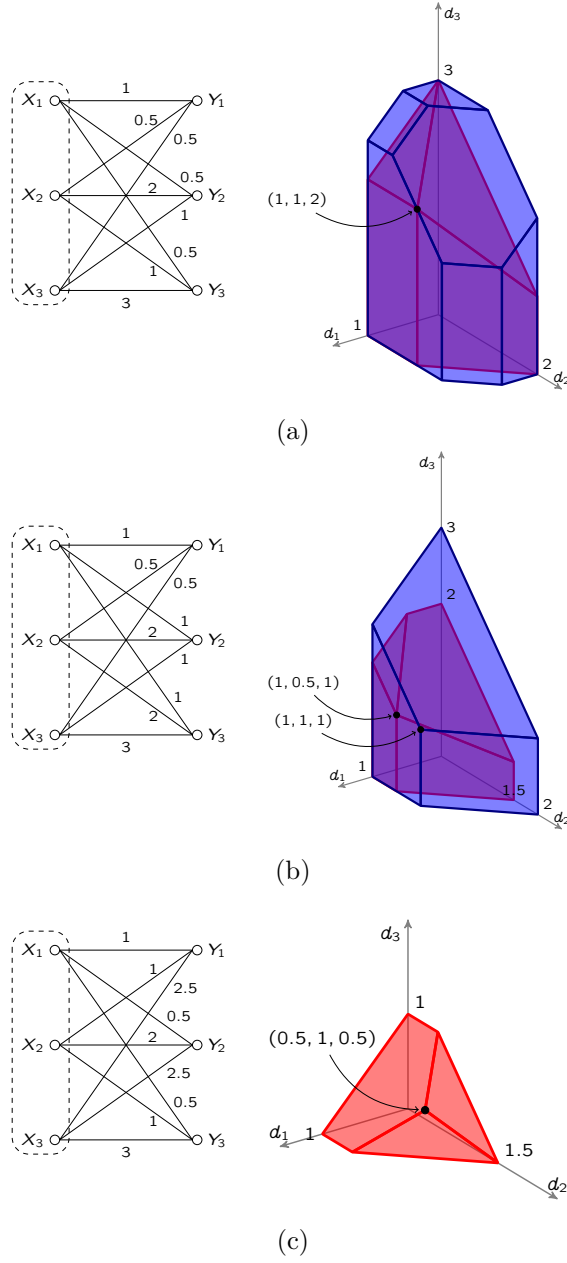 d₃
3
X₁ 1 Y₁
0.5
0.5
0.5
X₂ 2 Y₂
1
(1, 1, 2)
0.5
1
X₃ 3 Y₃
1
d₁
2
d₂
(a)
d₃
3
X₁ 1 Y₁
0.5
0.5
2
1
X₂ 2 Y₂
1
(1, 0.5, 1)
(1, 1, 1)
1
2
X₃ 3 Y₃
1
d₁
1.5
2
d₂
(b)
d₃
X₁ 1 Y₁
1
2.5
0.5
1
X₂ 2 Y₂
(0.5, 1, 0.5)
2.5
0.5
1
X₃ 3 Y₃
d₁ 1
1.5
d₂
(c)